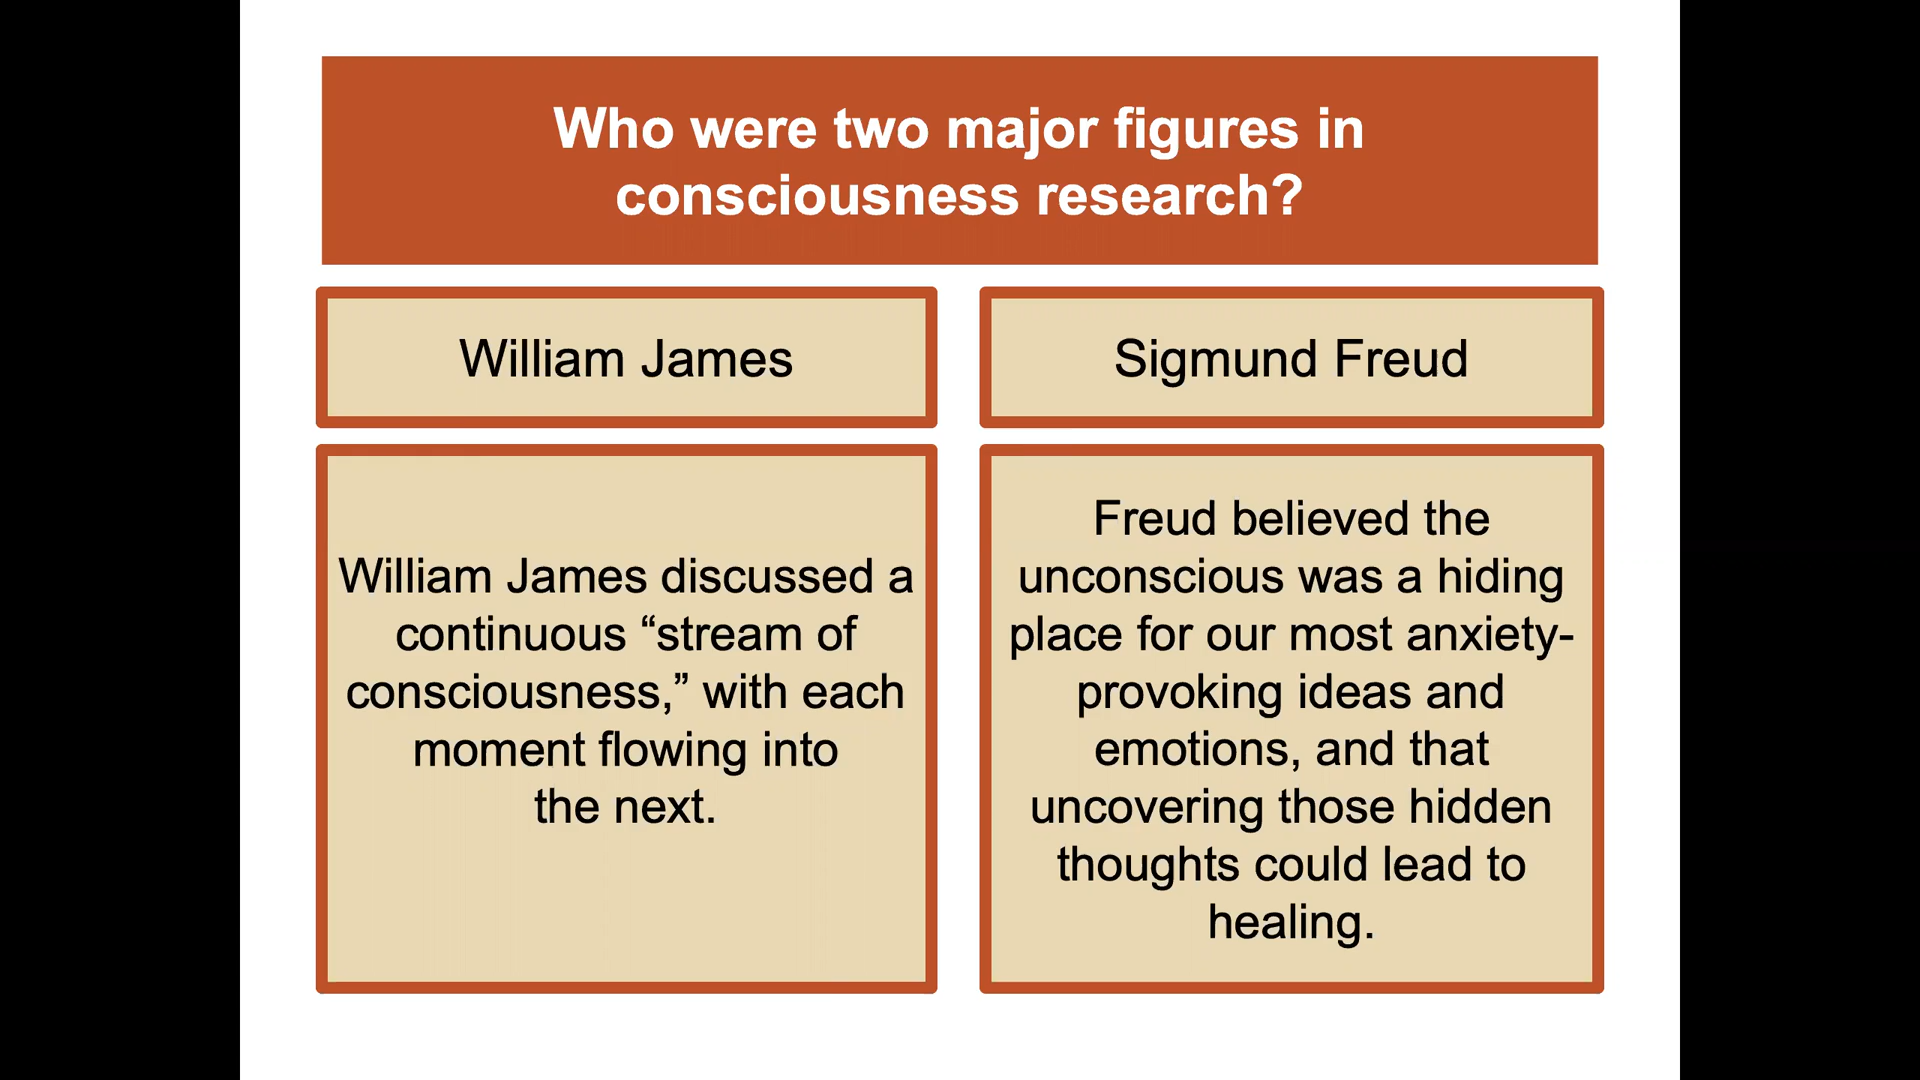 Who were two major figures in
consciousness research?
William James
Sigmund Freud
William James discussed a
continuous “stream of
consciousness,” with each
moment flowing into
the next.
Freud believed the
unconscious was a hiding
place for our most anxiety-
provoking ideas and
emotions, and that
uncovering those hidden
thoughts could lead to
healing.